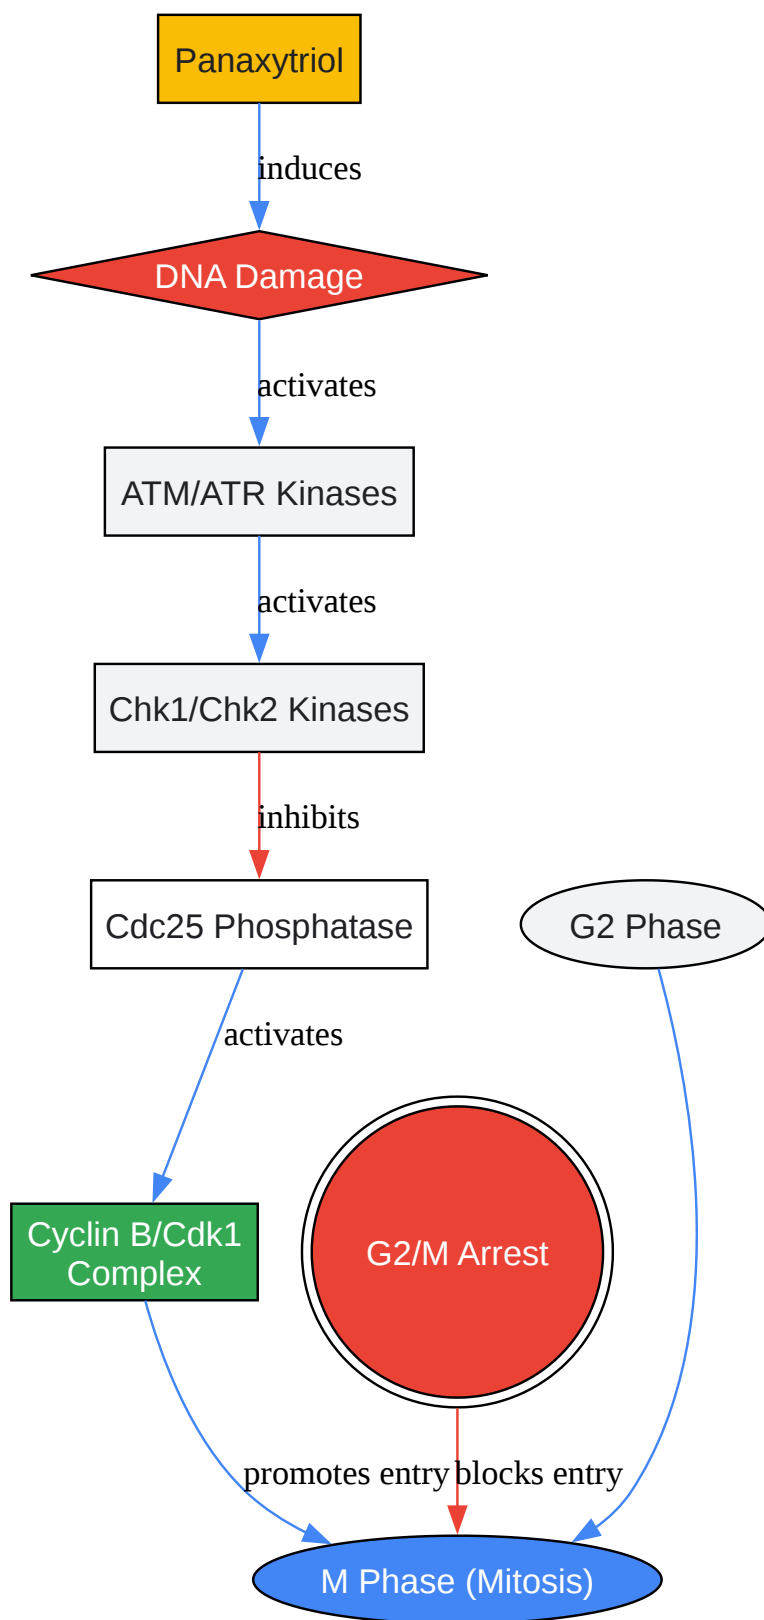 Panaxytriol
induces
DNA Damage
activates
ATM/ATR Kinases
activates
Chk1/Chk2 Kinases
inhibits
Cdc25 Phosphatase
G2 Phase
activates
Cyclin B/Cdk1
Complex
G2/M Arrest
promotes entry
blocks entry
M Phase (Mitosis)